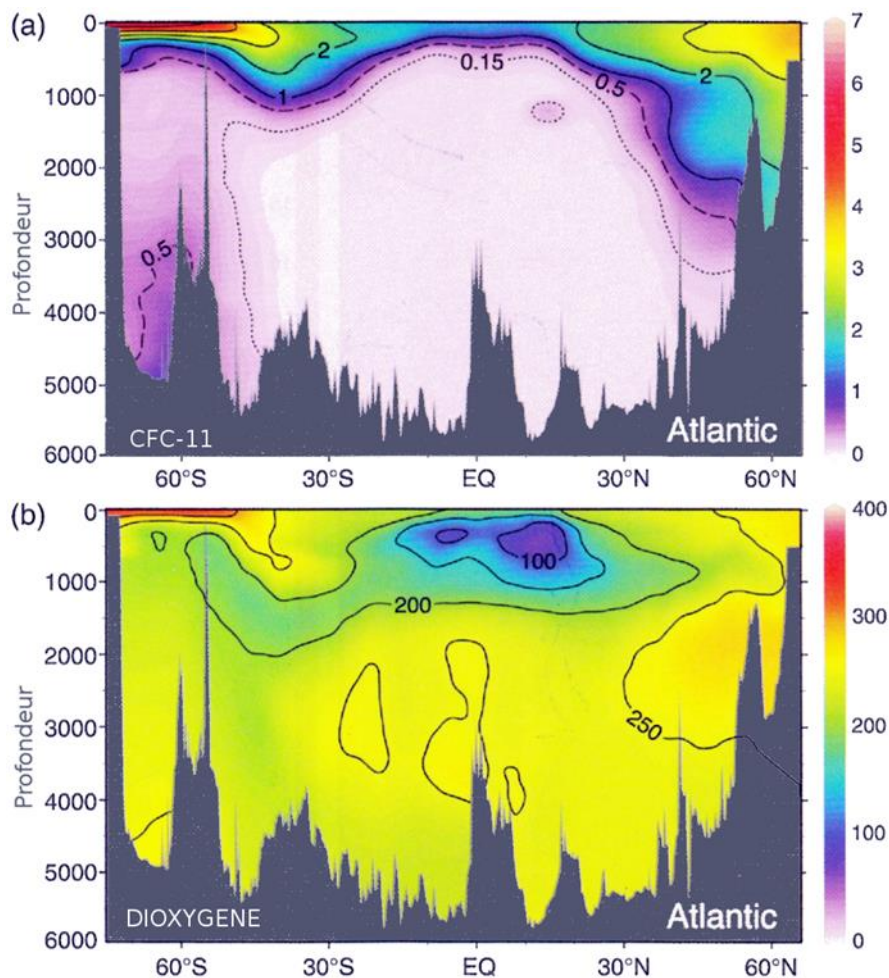 (a)
0
1000
2000
3000
4000
5000
6000
Profondeur
2
1
0.15
0.5
2
0.5
CFC-11
Atlantic
60°S
30°S
EQ
30°N
60°N
7
6
5
4
3
2
1
0
(b)
0
1000
2000
3000
4000
5000
6000
Profondeur
100
200
250
DIOXYGENE
Atlantic
60°S
30°S
EQ
30°N
60°N
400
300
200
100
0